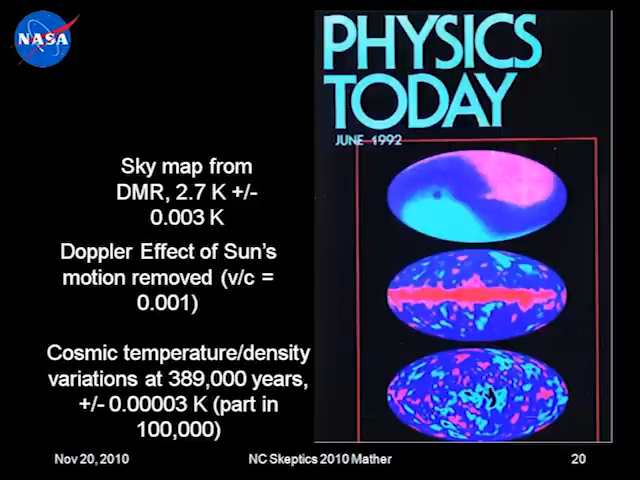 NASA
PHYSICS
TODAY
JUNE 1992
Sky map from
DMR, 2.7 K +/-
0.003 K
Doppler Effect of Sun's
motion removed (v/c =
0.001)
Cosmic temperature/density
variations at 389,000 years,
+/- 0.00003 K (part in
100,000)
Nov 20, 2010
NC Skeptics 2010 Mather
20